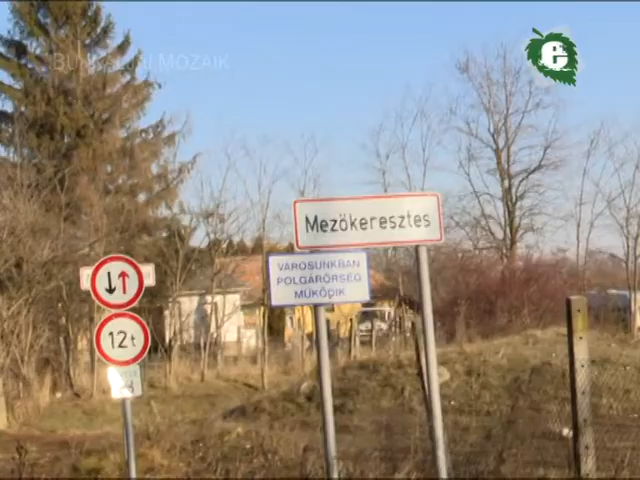 e
Mezőkeresztes
VÁROSUNKBAN
POLGÁRŐRSÉG
MŰKÖDIK
12t